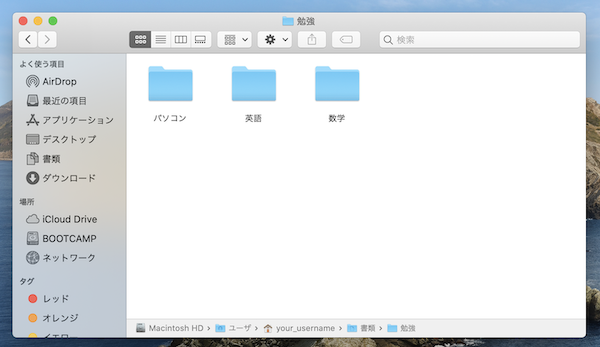 勉強
検索
よく使う項目
AirDrop
最近の項目
アプリケーション
デスクトップ
書類
ダウンロード
場所
iCloud Drive
BOOTCAMP
ネットワーク
タグ
レッド
オレンジ
イエロー
パソコン 英語 数学
Macintosh HD › ユーザ › your_username › 書類 › 勉強